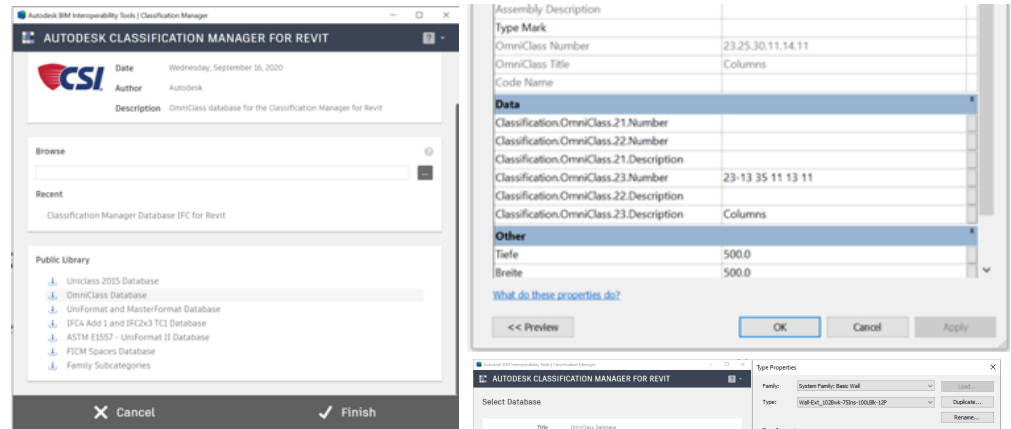 Autodesk BIM Interoperability Tools | Classification Manager
AUTODESK CLASSIFICATION MANAGER FOR REVIT
CSI
Date Wednesday, September 16, 2020
Author Autodesk
Description OmniClass database for the Classification Manager for Revit
Browse
...
Recent
Classification Manager Database IFC for Revit
Public Library
Uniclass 2015 Database
OmniClass Database
UniFormat and MasterFormat Database
IFC4 Add 1 and IFC2x3 TC1 Database
ASTM E1557 - UniFormat II Database
FICM Spaces Database
Family Subcategories
Cancel
Finish
Assembly Description
Type Mark
OmniClass Number 23.25.30.11.14.11
OmniClass Title Columns
Code Name
Data
Classification.OmniClass.21.Number
Classification.OmniClass.22.Number
Classification.OmniClass.21.Description
Classification.OmniClass.23.Number 23-13 35 11 13 11
Classification.OmniClass.22.Description
Classification.OmniClass.23.Description Columns
Other
Tiefe 500.0
Breite 500.0
What do these properties do?
<< Preview OK Cancel Apply
Autodesk BIM Interoperability Tools | Classification Manager
AUTODESK CLASSIFICATION MANAGER FOR REVIT
Select Database
Title OmniClass Database
Type Properties
Family: System Family: Basic Wall Load...
Type: Wall-Ext_102Bwk-75Ins-100LBlk-12P Duplicate...
Rename...